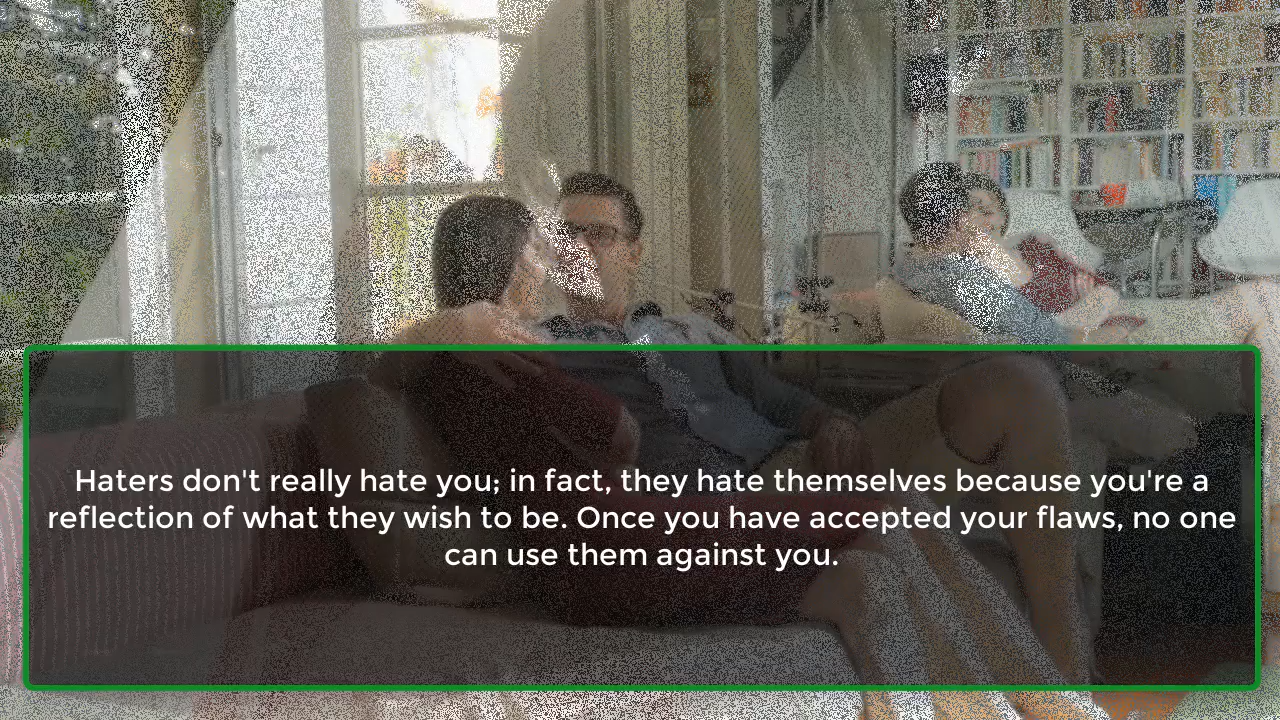 Haters don't really hate you; in fact, they hate themselves because you're a
reflection of what they wish to be. Once you have accepted your flaws, no one
can use them against you.